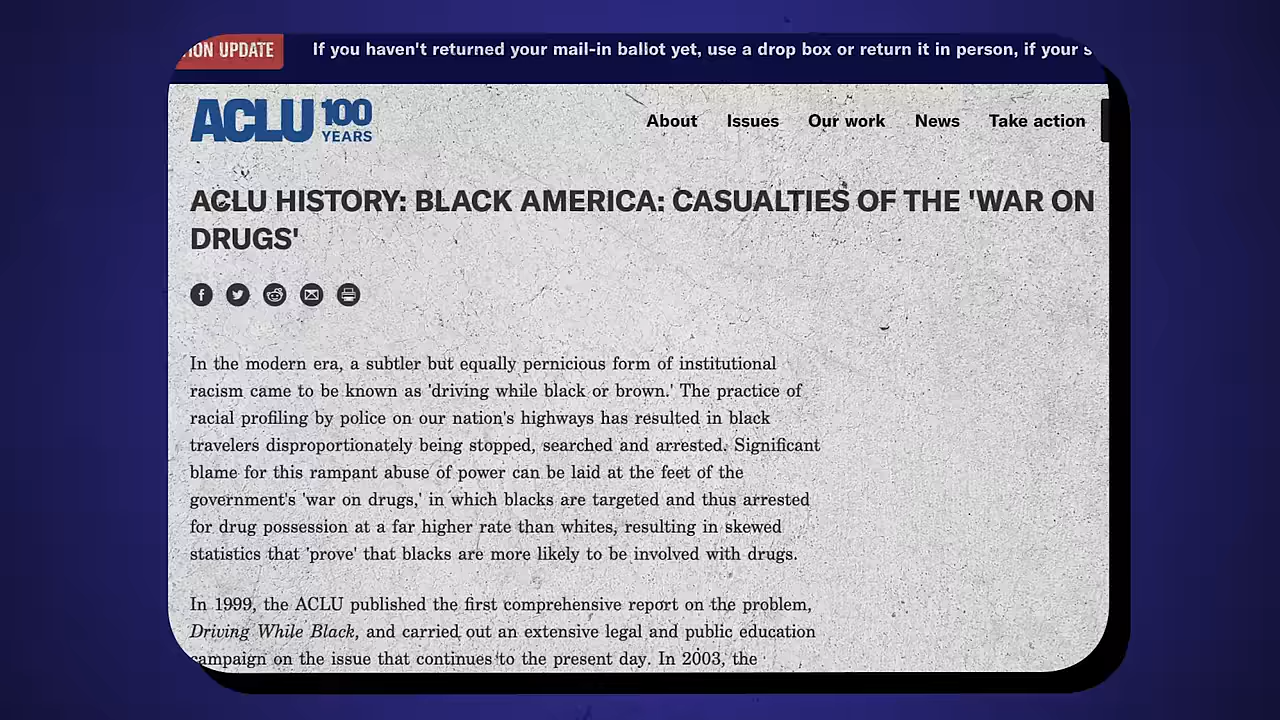 ION UPDATE If you haven't returned your mail-in ballot yet, use a drop box or return it in person, if your s
ACLU 100 YEARS
About Issues Our work News Take action
ACLU HISTORY: BLACK AMERICA: CASUALTIES OF THE 'WAR ON
DRUGS'
In the modern era, a subtler but equally pernicious form of institutional
racism came to be known as 'driving while black or brown.' The practice of
racial profiling by police on our nation's highways has resulted in black
travelers disproportionately being stopped, searched and arrested. Significant
blame for this rampant abuse of power can be laid at the feet of the
government's 'war on drugs,' in which blacks are targeted and thus arrested
for drug possession at a far higher rate than whites, resulting in skewed
statistics that 'prove' that blacks are more likely to be involved with drugs.
In 1999, the ACLU published the first comprehensive report on the problem,
Driving While Black, and carried out an extensive legal and public education
campaign on the issue that continues to the present day. In 2003, the